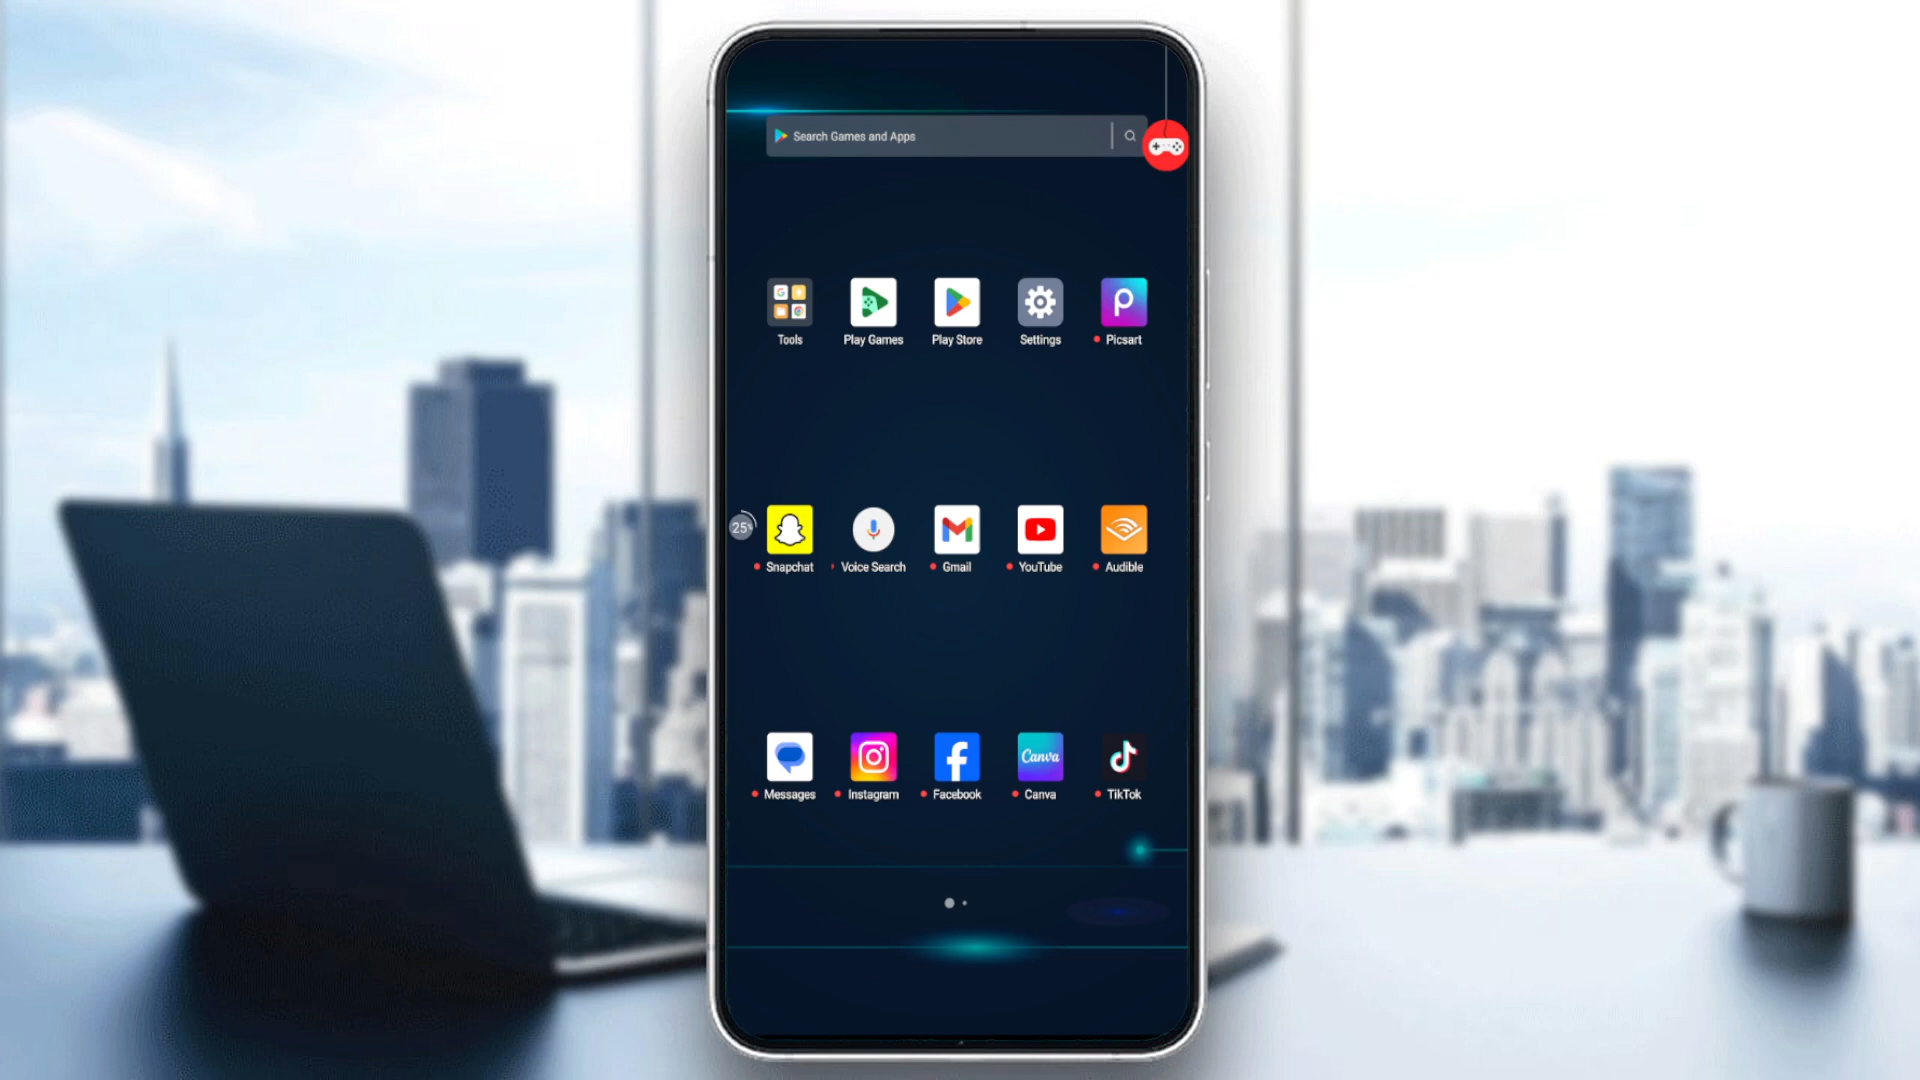 Search Games and Apps
Tools
Play Games
Play Store
Settings
Picsart
25%
Snapchat
Voice Search
Gmail
YouTube
Audible
Canva
Messages
Instagram
Facebook
Canva
TikTok